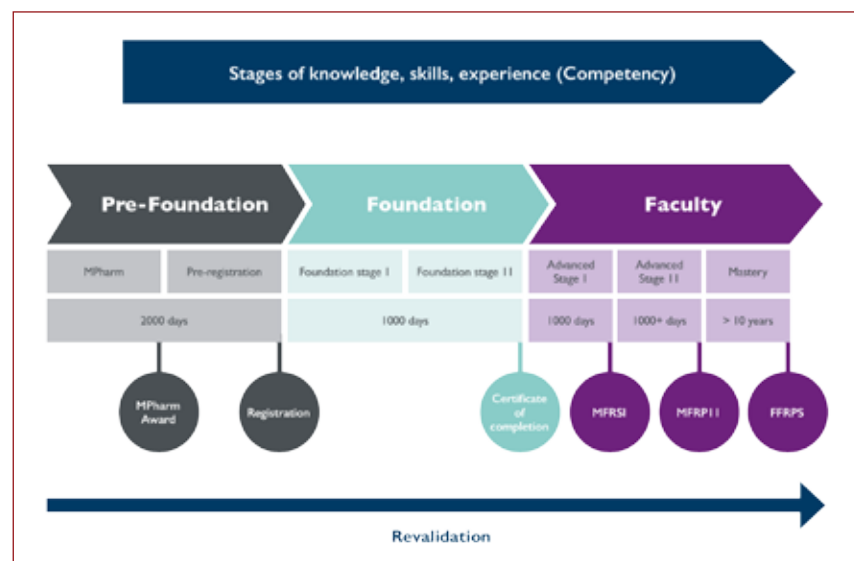 Stages of knowledge, skills, experience (Competency)
Pre-Foundation
Foundation
Faculty
MPharm
Pre-registration
Foundation stage I
Foundation stage II
Advanced
Stage I
Advanced
Stage II
Mastery
2000 days
1000 days
1000 days
1000+ days
> 10 years
MPharm
Award
Registration
Certificate
of
completion
MFRSI
MFRP11
FFRPS
Revalidation